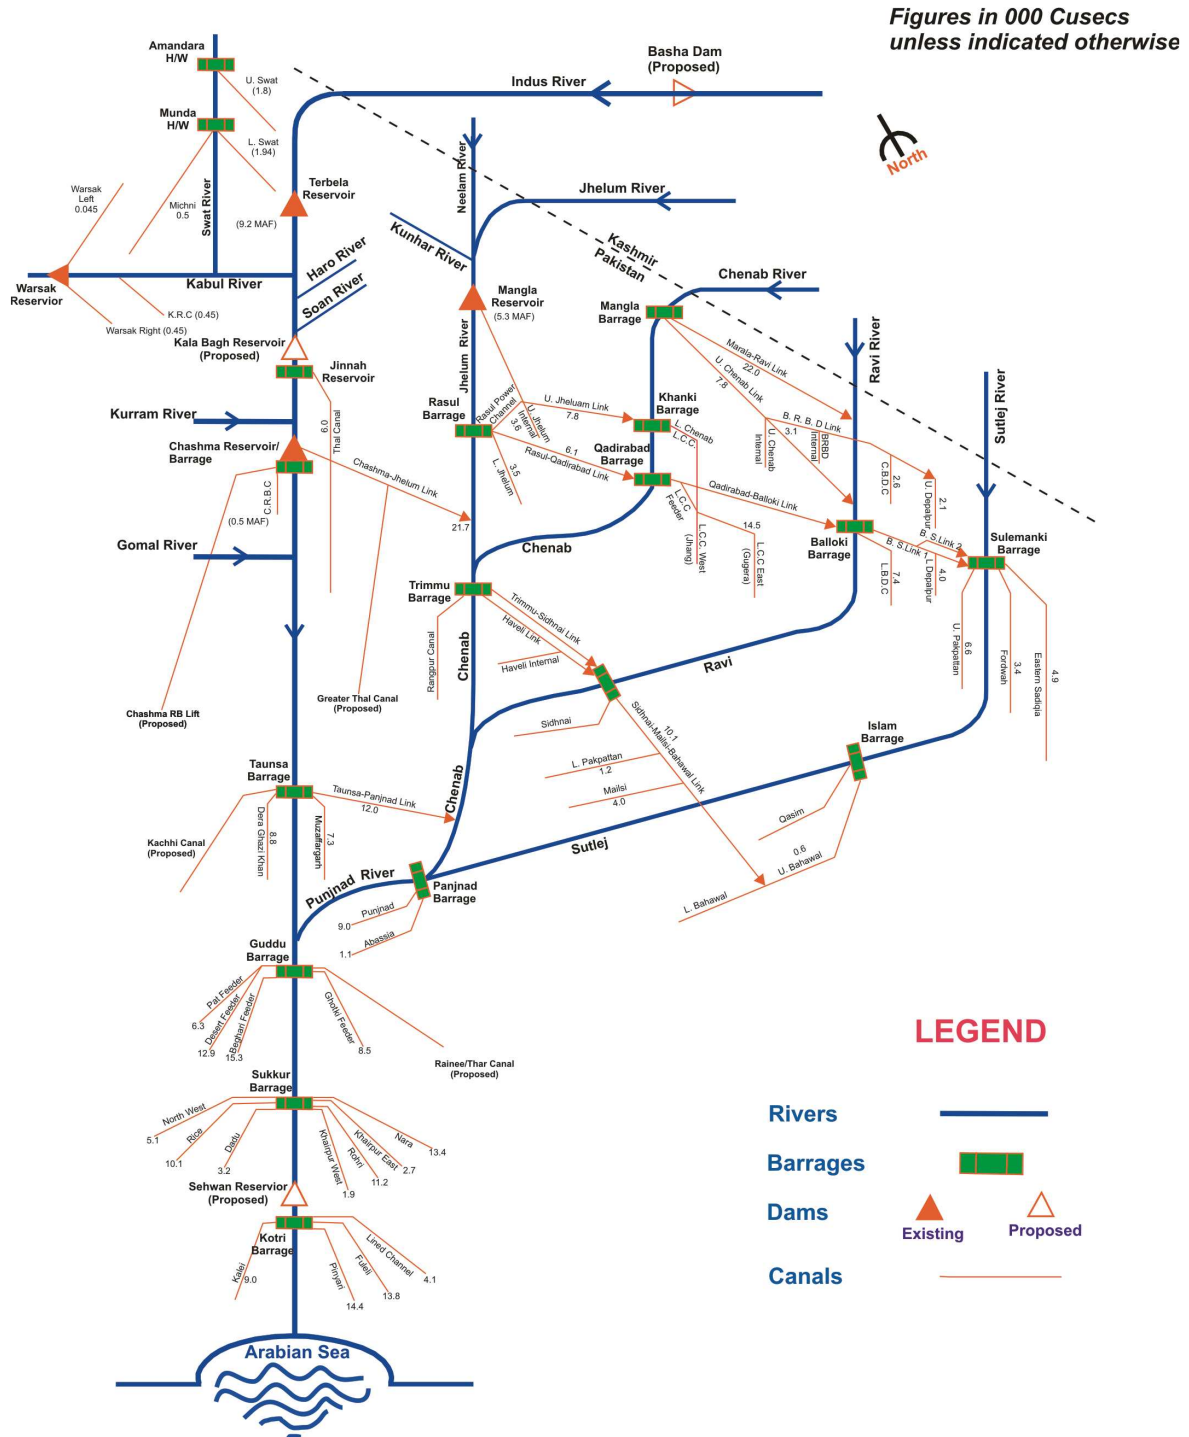 Figures in 000 Cusecs
unless indicated otherwise
Amandara
H/W
Basha Dam
(Proposed)
Indus River
U. Swat
(1.8)
Munda
H/W
L. Swat
(1.94)
North
Neelam River
Terbela
Reservoir
Jhelum River
Warsak
Left
0.045
Michni
0.5
Swat River
(9.2 MAF)
Kunhar River
Kashmir
Pakistan
Haro River
Chenab River
Kabul River
Warsak
Reservior
Soan River
Mangla
Reservoir
(5.3 MAF)
Mangla
Barrage
K.R.C (0.45)
Warsak Right (0.45)
Kala Bagh Reservoir
(Proposed)
Jinnah
Reservoir
Jhelum River
Marala-Ravi Link
22.0
U. Chenab Link
7.8
Ravi River
Sutlej River
Kurram River
Rasul
Barrage
Rasul Power
Channel
3.6
U. Jhelum
Internal
U. Jheluam Link
7.8
Khanki
Barrage
L. Chenab
L.C.C.
B. R. B. D Link
3.1
U. Chenab
Internal
BRBD
Internal
Thal Canal
6.0
Chashma Reservoir/
Barrage
Chashma-Jhelum Link
21.7
L. Jhelum
3.5
6.1
Rasul-Qadirabad Link
Qadirabad
Barrage
C.B.D.C
2.6
U. Depalpur
2.1
C.R.B.C
(0.5 MAF)
L.C.C
Feeder
Qadirabad-Balloki Link
14.5
L.C.C. West
(Jhang)
L.C.C East
(Gugera)
Balloki
Barrage
B. S.Link 1
B. S.Link 2
Sulemanki
Barrage
Gomal River
Chenab
L.B.D.C
7.4
L Depalpur
4.0
Trimmu
Barrage
Trimmu-Sidhnai Link
Haveli Link
Haveli Internal
Rangpur Canal
Chenab
Ravi
U. Pakpattan
6.6
Fordwah
3.4
Eastern Sadiqia
4.9
Greater Thal Canal
(Proposed)
Chashma RB Lift
(Proposed)
Sidhnai
10.1
Sidhnai-Mailsi-Bahawal Link
Islam
Barrage
L. Pakpattan
1.2
Mailsi
4.0
Taunsa
Barrage
Taunsa-Panjnad Link
12.0
Chenab
Kachhi Canal
(Proposed)
Dera Ghazi Khan
8.8
Muzaffargarh
7.3
Qasim
Sutlej
0.6
U. Bahawal
L. Bahawal
Punjnad River
Panjnad
Barrage
Punjnad
9.0
Abassia
1.1
Guddu
Barrage
Pat Feeder
6.3
Desert Feeder
12.9
Beghari Feeder
15.3
Ghotki Feeder
8.5
Rainee/Thar Canal
(Proposed)
LEGEND
Sukkur
Barrage
North West
5.1
Rice
10.1
Dadu
3.2
Khairpur West
1.9
Rohri
11.2
Khairpur East
2.7
Nara
13.4
Rivers
Barrages
Sehwan Reservior
(Proposed)
Dams
Existing
Proposed
Kotri
Barrage
Kalei
9.0
Pinyari
14.4
Fuleli
13.8
Lined Channel
4.1
Canals
Arabian Sea